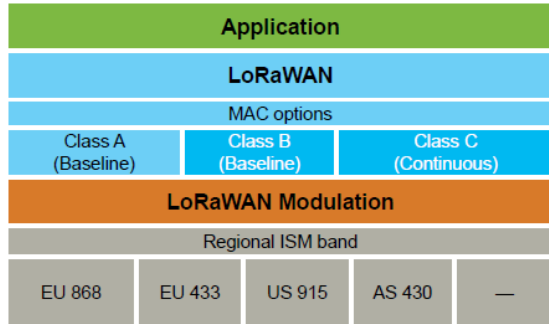 Application
LoRaWAN
MAC options
Class A
(Baseline)
Class B
(Baseline)
Class C
(Continuous)
LoRaWAN Modulation
Regional ISM band
EU 868
EU 433
US 915
AS 430
—